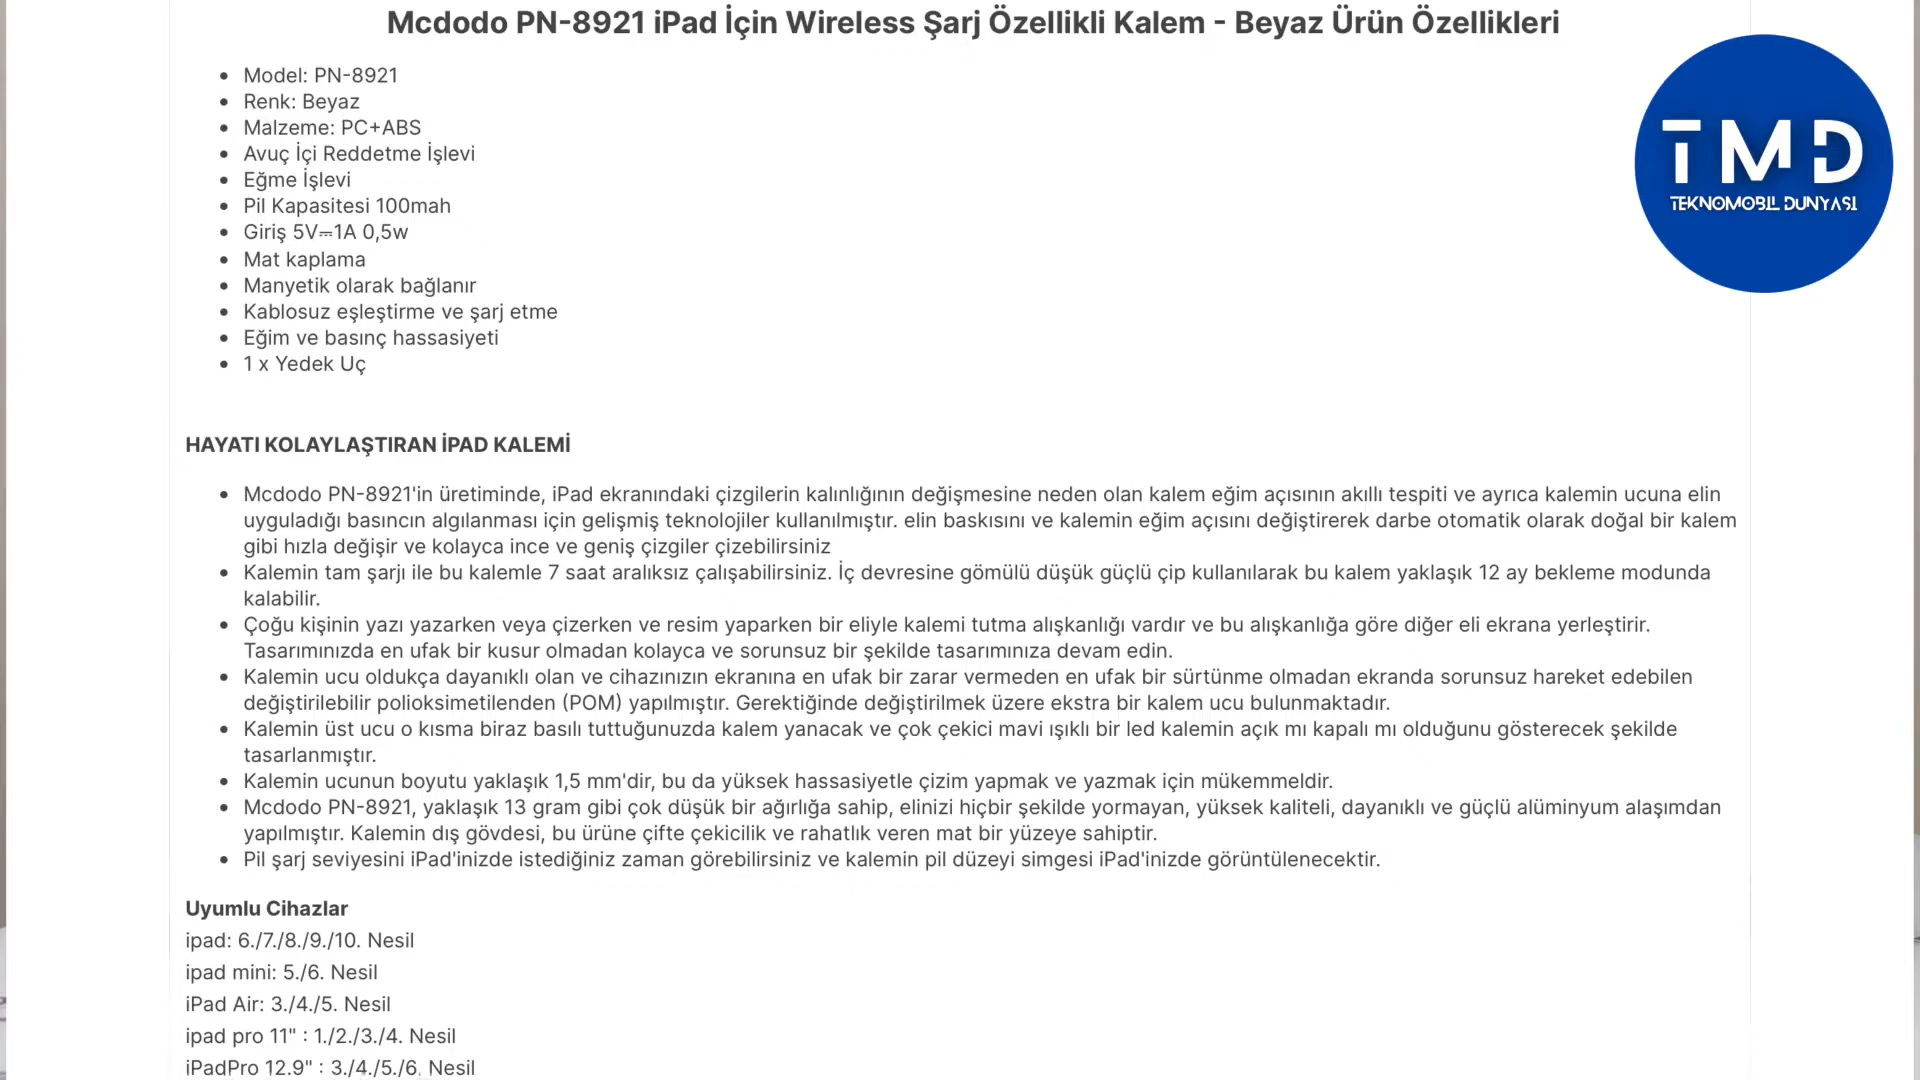 Mcdodo PN-8921 iPad İçin Wireless Şarj Özellikli Kalem - Beyaz Ürün Özellikleri
Model: PN-8921
Renk: Beyaz
Malzeme: PC+ABS
Avuç İçi Reddetme İşlevi
Eğme İşlevi
Pil Kapasitesi 100mah
Giriş 5V⎓1A 0,5w
Mat kaplama
Manyetik olarak bağlanır
Kablosuz eşleştirme ve şarj etme
Eğim ve basınç hassasiyeti
1 x Yedek Uç
TMD
TEKNOMOBİL DUNYASI
HAYATI KOLAYLAŞTIRAN İPAD KALEMİ
Mcdodo PN-8921'in üretiminde, iPad ekranındaki çizgilerin kalınlığının değişmesine neden olan kalem eğim açısının akıllı tespiti ve ayrıca kalemin ucuna elin
uyguladığı basıncın algılanması için gelişmiş teknolojiler kullanılmıştır. elin baskısını ve kalemin eğim açısını değiştirerek darbe otomatik olarak doğal bir kalem
gibi hızla değişir ve kolayca ince ve geniş çizgiler çizebilirsiniz
Kalemin tam şarjı ile bu kalemle 7 saat aralıksız çalışabilirsiniz. İç devresine gömülü düşük güçlü çip kullanılarak bu kalem yaklaşık 12 ay bekleme modunda
kalabilir.
Çoğu kişinin yazı yazarken veya çizerken ve resim yaparken bir eliyle kalemi tutma alışkanlığı vardır ve bu alışkanlığa göre diğer eli ekrana yerleştirir.
Tasarımınızda en ufak bir kusur olmadan kolayca ve sorunsuz bir şekilde tasarımınıza devam edin.
Kalemin ucu oldukça dayanıklı olan ve cihazınızın ekranına en ufak bir zarar vermeden en ufak bir sürtünme olmadan ekranda sorunsuz hareket edebilen
değiştirilebilir polioksimetilenden (POM) yapılmıştır. Gerektiğinde değiştirilmek üzere ekstra bir kalem ucu bulunmaktadır.
Kalemin üst ucu o kısma biraz basılı tuttuğunuzda kalem yanacak ve çok çekici mavi ışıklı bir led kalemin açık mı kapalı mı olduğunu gösterecek şekilde
tasarlanmıştır.
Kalemin ucunun boyutu yaklaşık 1,5 mm'dir, bu da yüksek hassasiyetle çizim yapmak ve yazmak için mükemmeldir.
Mcdodo PN-8921, yaklaşık 13 gram gibi çok düşük bir ağırlığa sahip, elinizi hiçbir şekilde yormayan, yüksek kaliteli, dayanıklı ve güçlü alüminyum alaşımdan
yapılmıştır. Kalemin dış gövdesi, bu ürüne çifte çekicilik ve rahatlık veren mat bir yüzeye sahiptir.
Pil şarj seviyesini iPad'inizde istediğiniz zaman görebilirsiniz ve kalemin pil düzeyi simgesi iPad'inizde görüntülenecektir.
Uyumlu Cihazlar
ipad: 6./7./8./9./10. Nesil
ipad mini: 5./6. Nesil
iPad Air: 3./4./5. Nesil
ipad pro 11" : 1./2./3./4. Nesil
iPadPro 12.9" : 3./4./5./6. Nesil